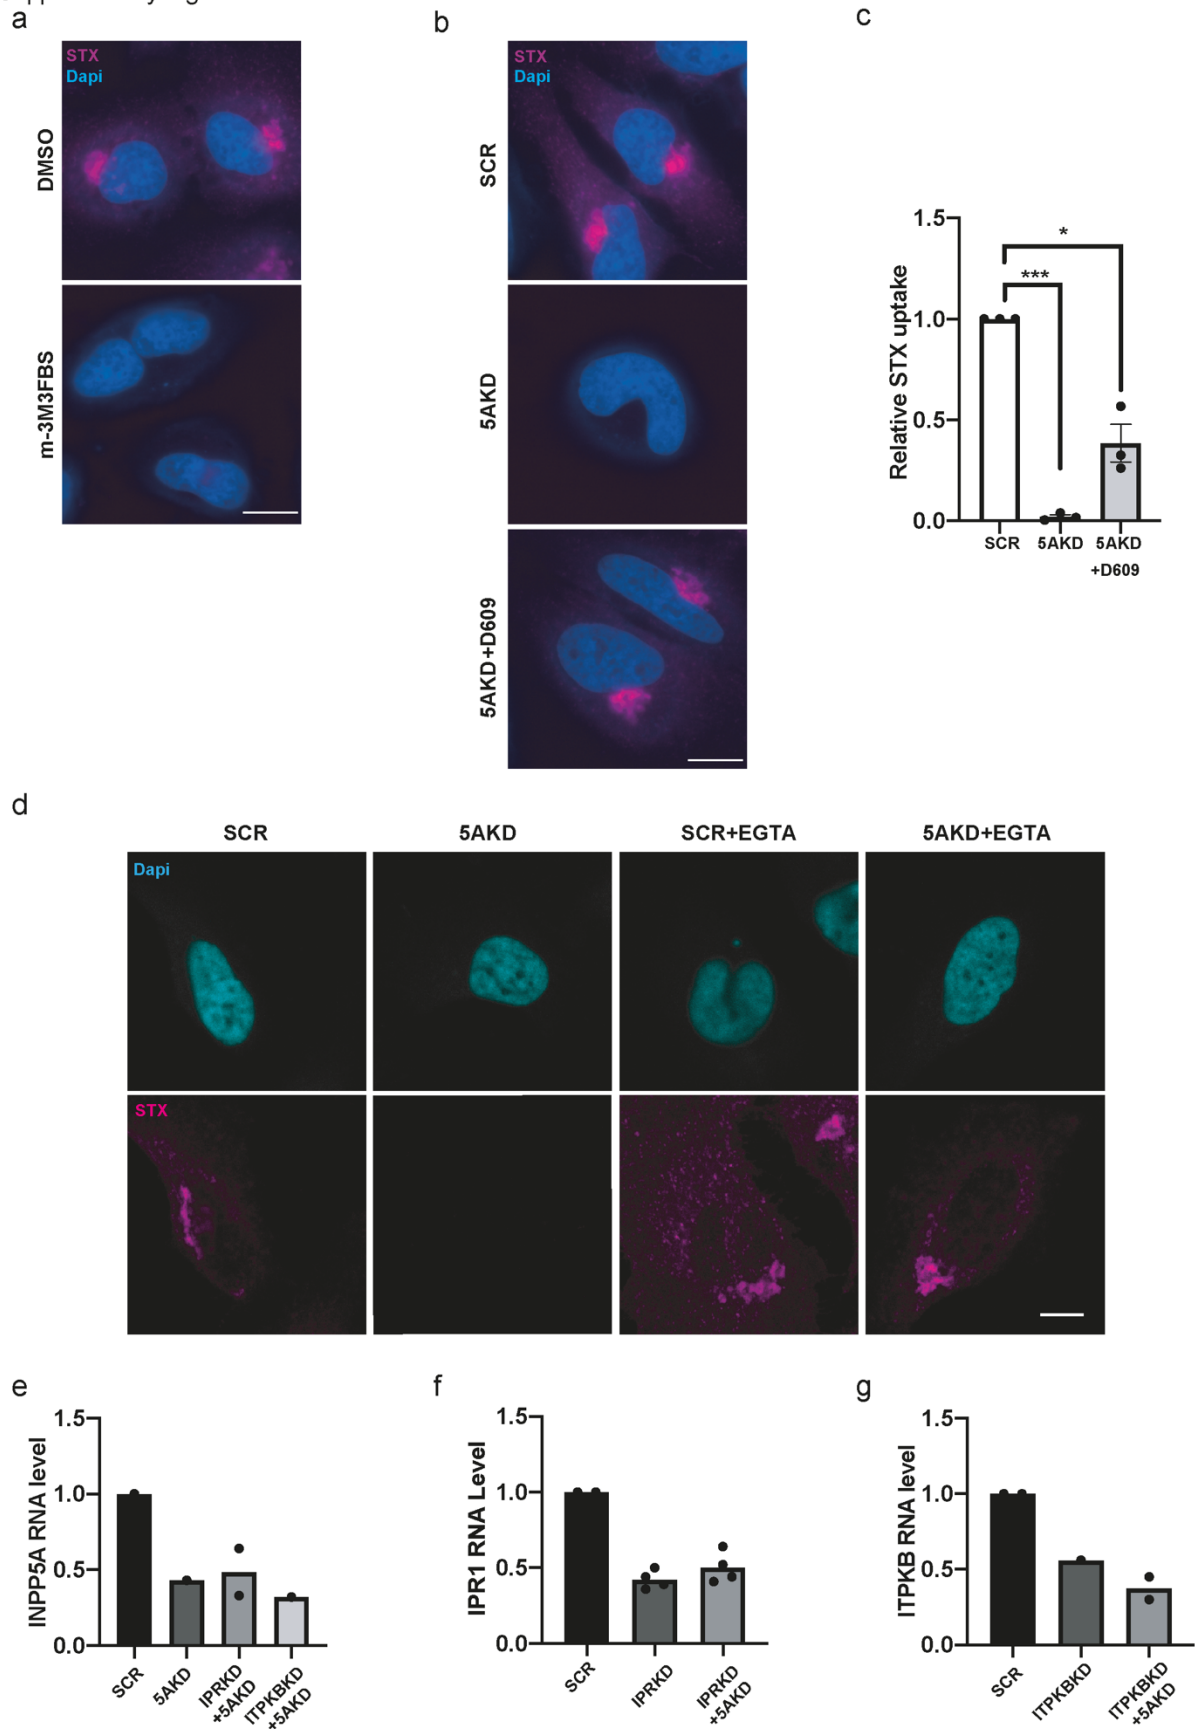 a
STX
Dapi
DMSO
m-3M3FBS
b
STX
Dapi
SCR
5AKD
5AKD+D609
c
Relative STX uptake
1.5
1.0
0.5
0.0
*
***
SCR
5AKD
5AKD
+D609
d
SCR
5AKD
SCR+EGTA
5AKD+EGTA
Dapi
STX
e
INPP5A RNA level
1.5
1.0
0.5
0.0
SCR
5AKD
IPRKD
+5AKD
ITPKBKD
+5AKD
f
IPR1 RNA Level
1.5
1.0
0.5
0.0
SCR
IPRKD
IPRKD
+5AKD
g
ITPKB RNA level
1.5
1.0
0.5
0.0
SCR
ITPKBKD
ITPKBKD
+5AKD